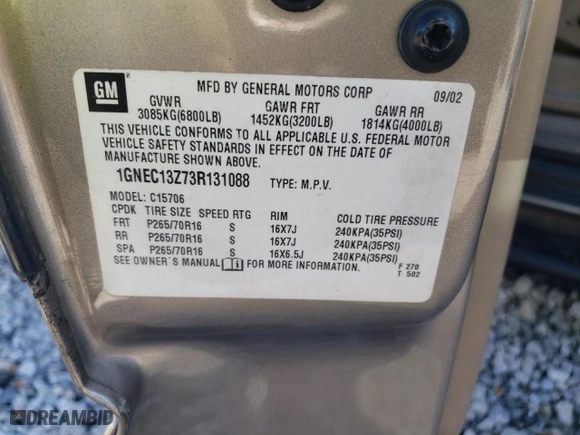 GM ®
MFD BY GENERAL MOTORS CORP 09/02
GVWR GAWR FRT GAWR RR
3085KG(6800LB) 1452KG(3200LB) 1814KG(4000LB)
THIS VEHICLE CONFORMS TO ALL APPLICABLE U.S. FEDERAL MOTOR
VEHICLE SAFETY STANDARDS IN EFFECT ON THE DATE OF
MANUFACTURE SHOWN ABOVE.
1GNEC13Z73R131088 TYPE: M.P.V.
MODEL: C15706
CPDK TIRE SIZE SPEED RTG RIM COLD TIRE PRESSURE
FRT P265/70R16 S 16X7J 240KPA(35PSI)
RR P265/70R16 S 16X7J 240KPA(35PSI)
SPA P265/70R16 S 16X6.5J 240KPA(35PSI)
SEE OWNER'S MANUAL i FOR MORE INFORMATION.
F 270
T 502
DREAMBID